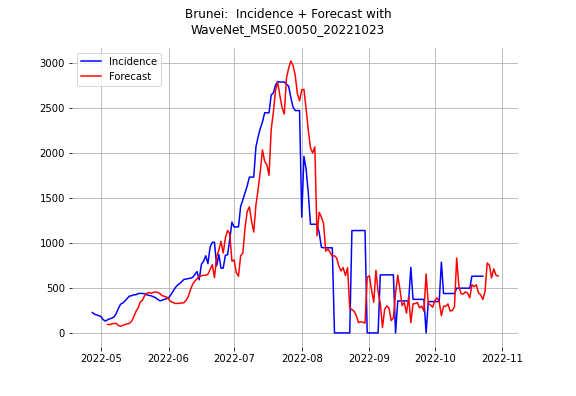 Brunei:  Incidence + Forecast with
WaveNet_MSE0.0050_20221023
Incidence
Forecast
3000
2500
2000
1500
1000
500
0
2022-05 2022-06 2022-07 2022-08 2022-09 2022-10 2022-11